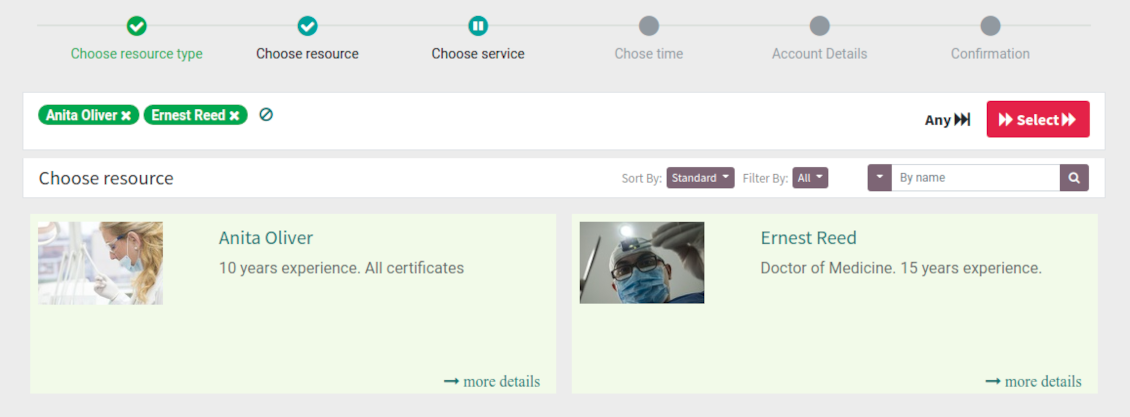 Choose resource type Choose resource Choose service Chose time Account Details Confirmation
Anita Oliver Ernest Reed Any Select
Choose resource Sort By: Standard Filter By: All By name
Anita Oliver
10 years experience. All certificates
more details
Ernest Reed
Doctor of Medicine. 15 years experience.
more details